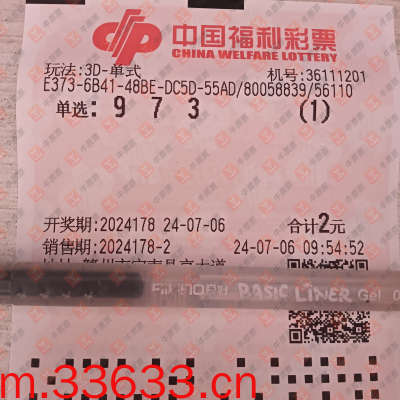 中国福利彩票
CHINA WELFARE LOTTERY
玩法:3D-单式 机号:36111201
E373-6B41-48BE-DC5D-55AD/80058839/56110
单选: 9 7 3 (1)
开奖期:2024178 24-07-06 合计2元
销售期:2024178-2 24-07-06 09:54:52
BASIC LINER Gel
m.33633.cn